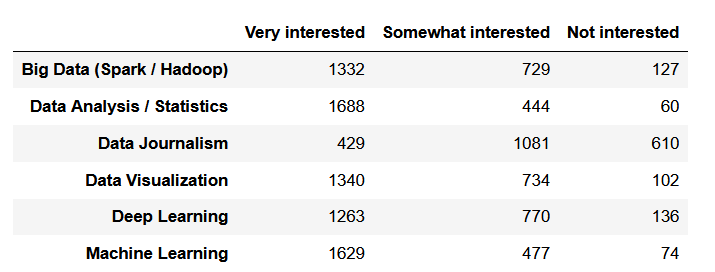 Very interested Somewhat interested Not interested
Big Data (Spark / Hadoop) 1332 729 127
Data Analysis / Statistics 1688 444 60
Data Journalism 429 1081 610
Data Visualization 1340 734 102
Deep Learning 1263 770 136
Machine Learning 1629 477 74